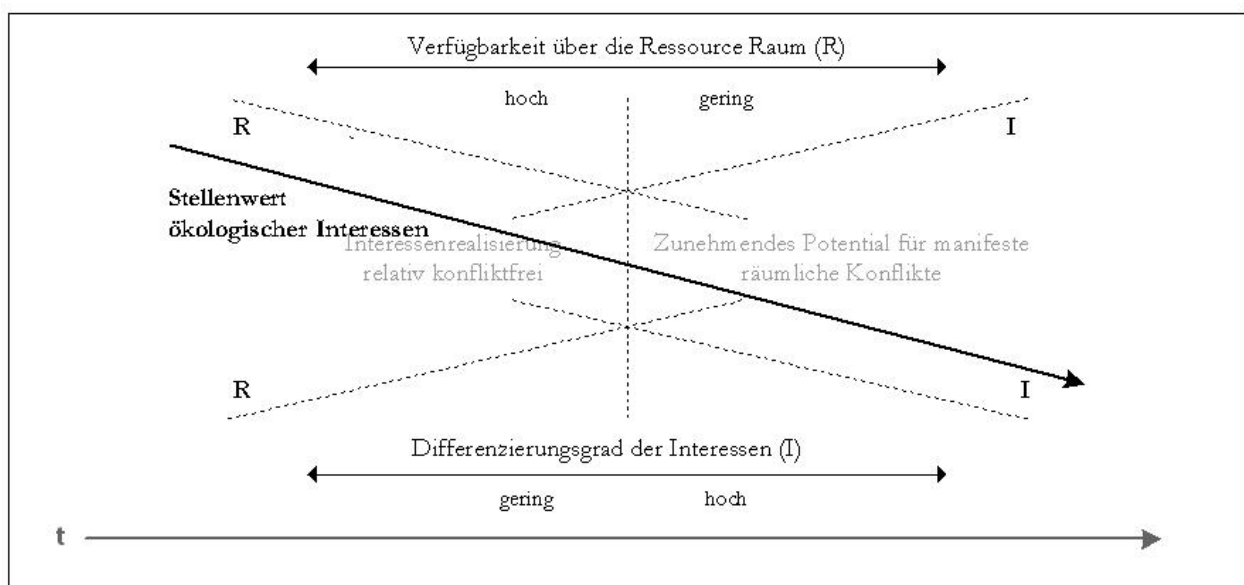 Verfügbarkeit über die Ressource Raum (R)
hoch
gering
R
I
Stellenwert
ökologischer Interessen
Interessenrealisierung
relativ konfliktfrei
Zunehmendes Potential für manifeste
räumliche Konflikte
R
I
Differenzierungsgrad der Interessen (I)
gering
hoch
t